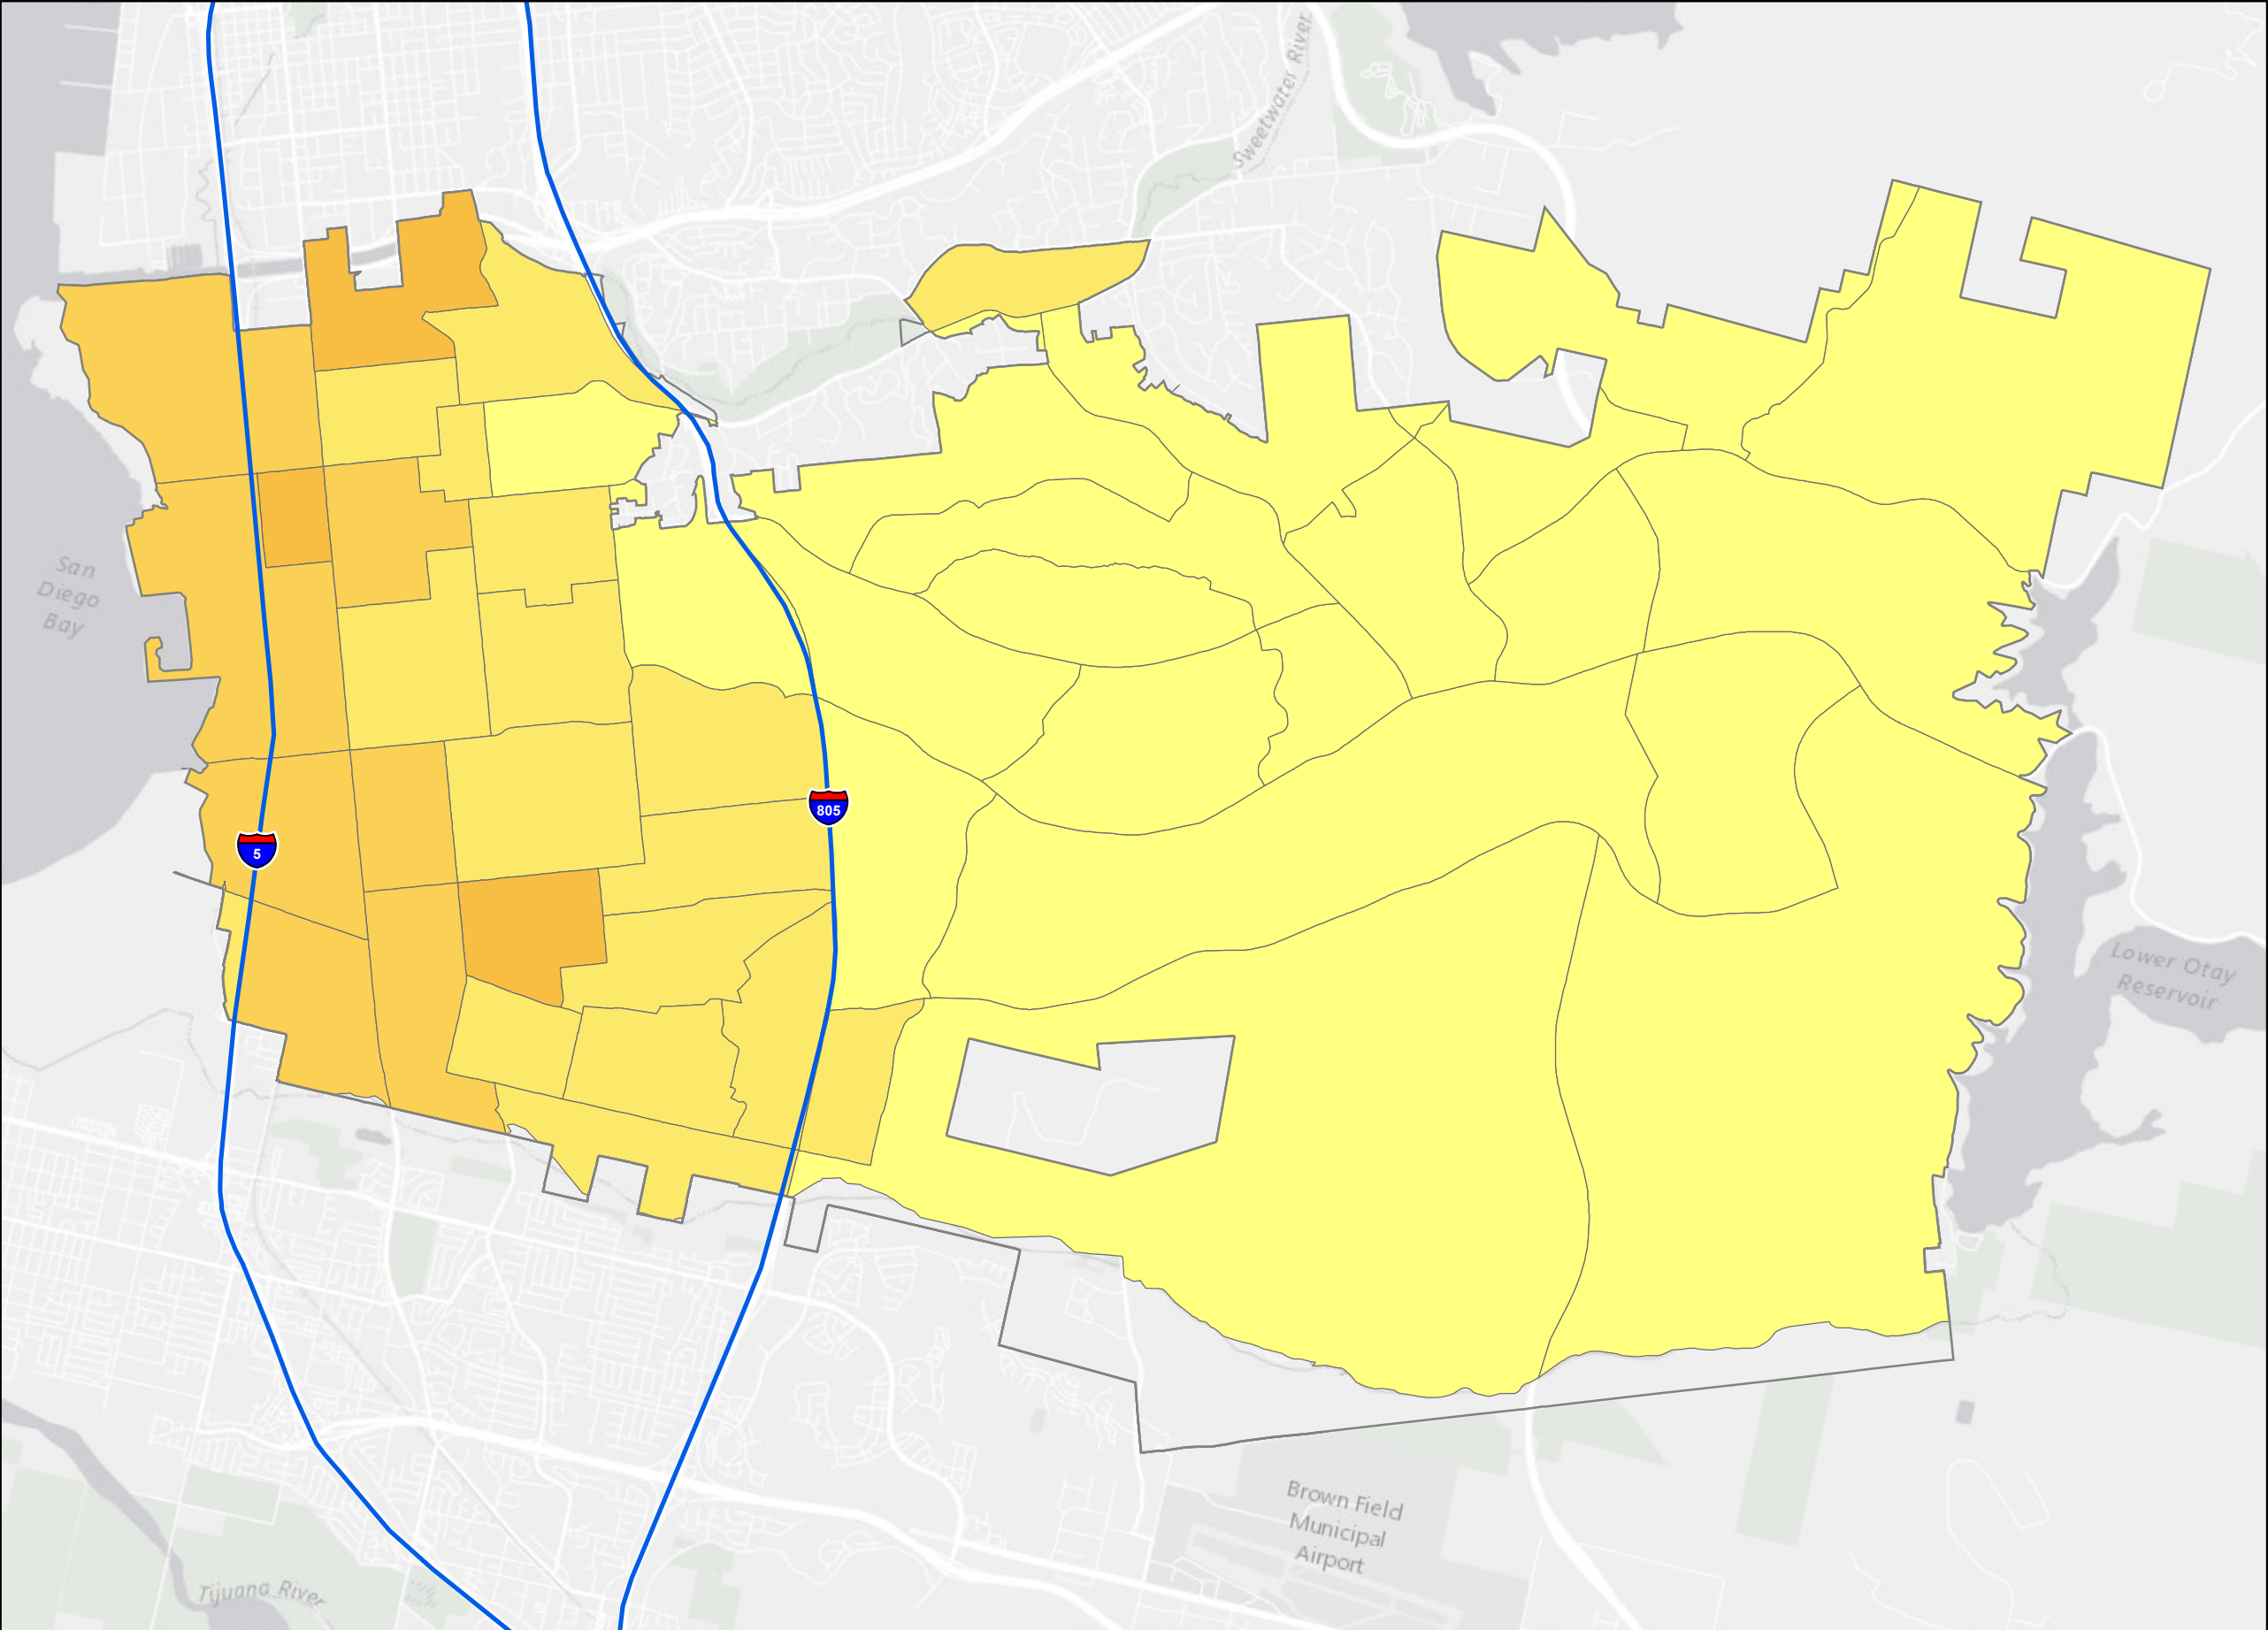 Sweetwater River
San
Diego
Bay
805
5
Lower Otay
Reservoir
Brown Field
Municipal
Airport
Tijuana River